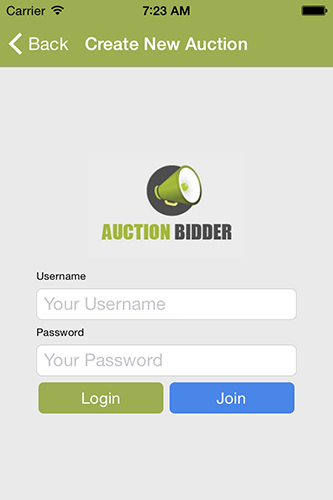 Carrier 7:23 AM
Back Create New Auction
AUCTION BIDDER
Username
Your Username
Password
Your Password
Login Join